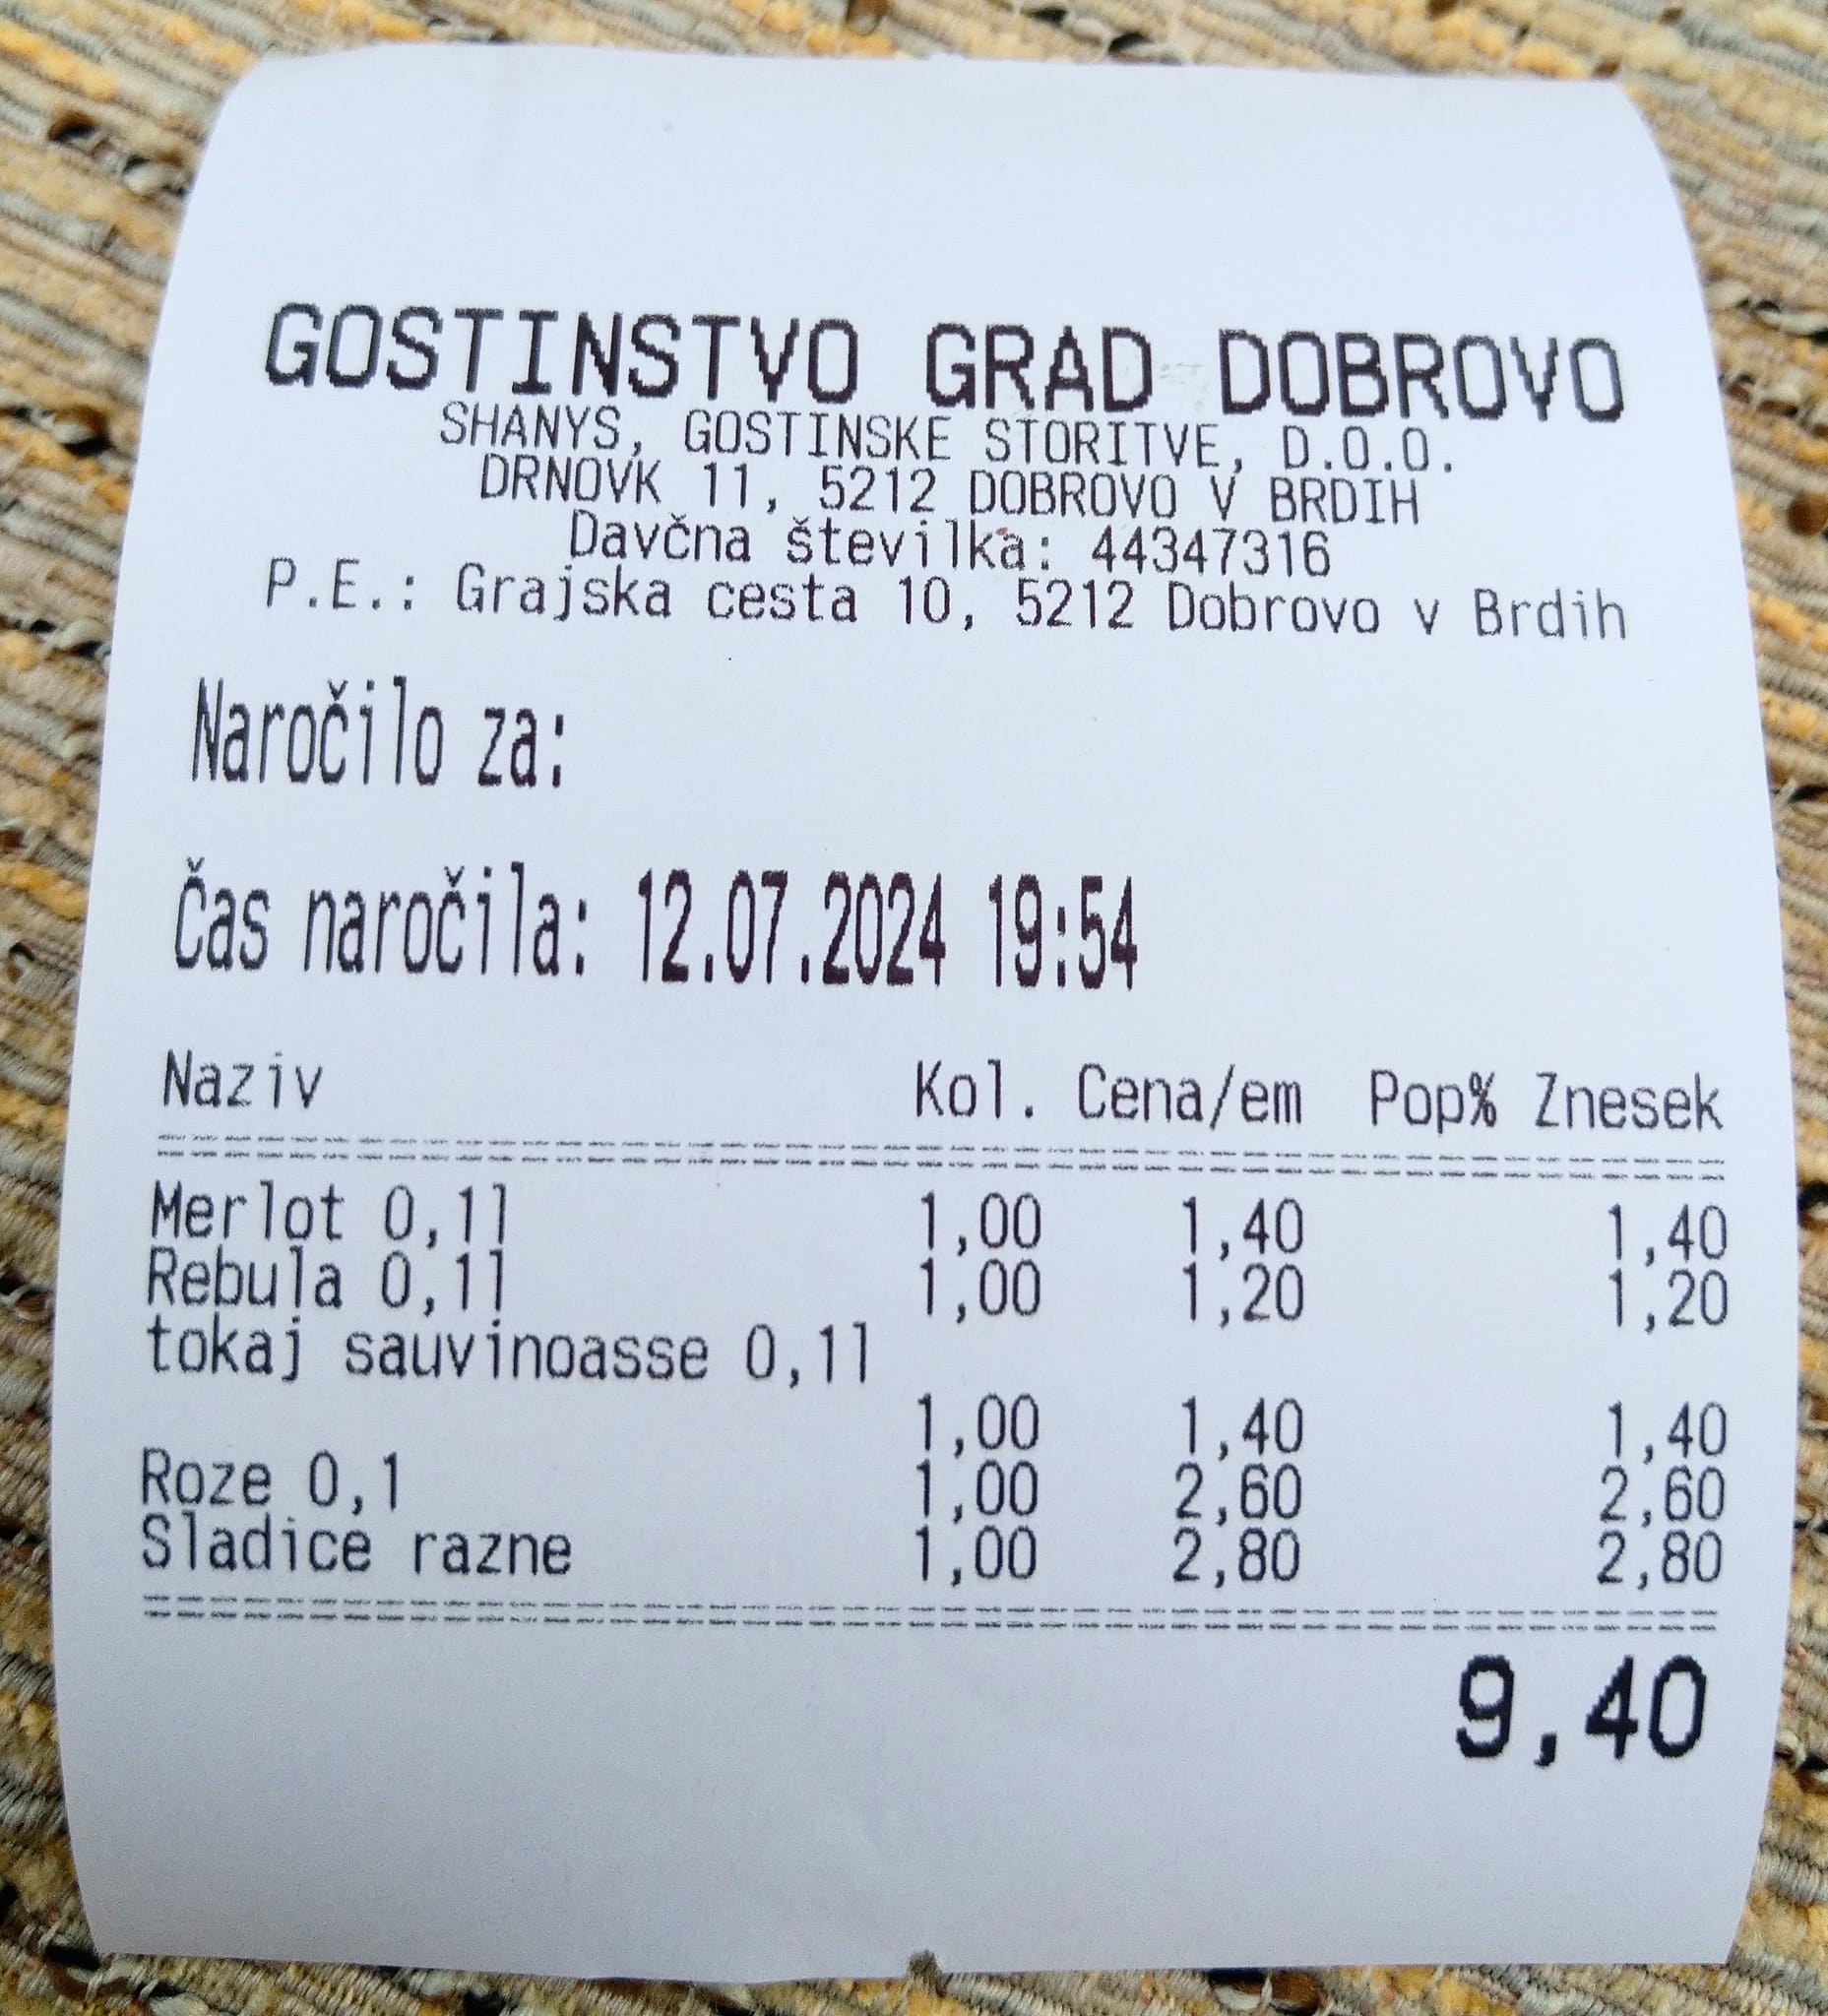 GOSTINSTVO GRAD DOBROVO
SHANYS, GOSTINSKE STORITVE, D.O.O.
DRNOVK 11, 5212 DOBROVO V BRDIH
Davčna številka: 44347316
P.E.: Grajska cesta 10, 5212 Dobrovo v Brdih
Naročilo za:
Čas naročila: 12.07.2024 19:54
Naziv Kol. Cena/em Pop% Znesek
Merlot 0,1l 1,00 1,40 1,40
Rebula 0,1l 1,00 1,20 1,20
tokaj sauvinoasse 0,1l
1,00 1,40 1,40
Roze 0,1 1,00 2,60 2,60
Sladice razne 1,00 2,80 2,80
9,40